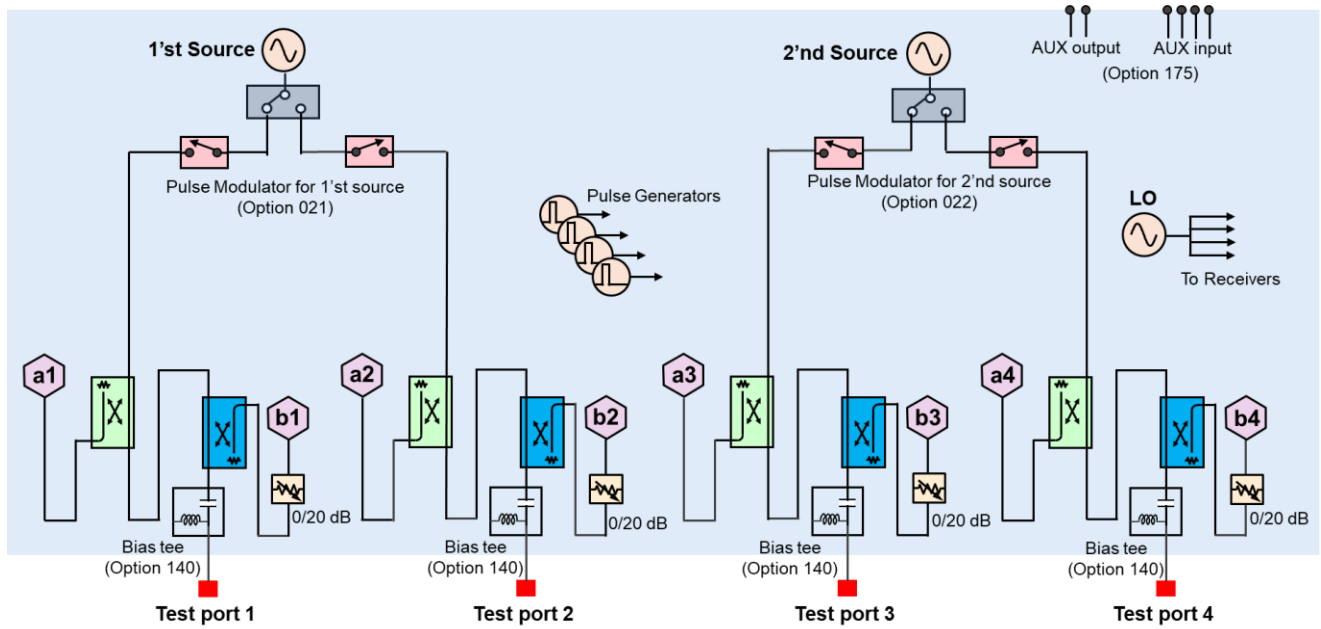 1'st Source
2'nd Source
AUX output
AUX input
(Option 175)
Pulse Modulator for 1'st source
(Option 021)
Pulse Generators
Pulse Modulator for 2'nd source
(Option 022)
LO
To Receivers
a1
b1
a2
b2
a3
b3
a4
b4
0/20 dB
0/20 dB
0/20 dB
0/20 dB
Bias tee
(Option 140)
Bias tee
(Option 140)
Bias tee
(Option 140)
Bias tee
(Option 140)
Test port 1
Test port 2
Test port 3
Test port 4